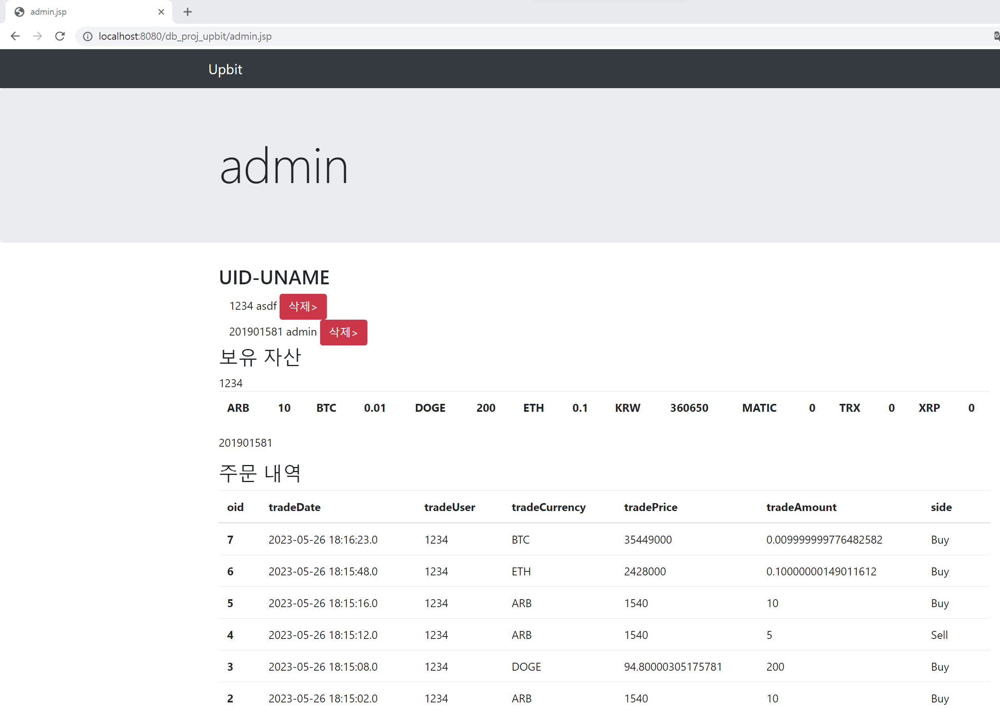 admin.jsp
localhost:8080/db_proj_upbit/admin.jsp
Upbit
admin
UID-UNAME
1234 asdf 삭제>
201901581 admin 삭제>
보유 자산
1234
ARB 10 BTC 0.01 DOGE 200 ETH 0.1 KRW 360650 MATIC 0 TRX 0 XRP 0
201901581
주문 내역
oid tradeDate tradeUser tradeCurrency tradePrice tradeAmount side
7 2023-05-26 18:16:23.0 1234 BTC 35449000 0.009999999776482582 Buy
6 2023-05-26 18:15:48.0 1234 ETH 2428000 0.10000000149011612 Buy
5 2023-05-26 18:15:16.0 1234 ARB 1540 10 Buy
4 2023-05-26 18:15:12.0 1234 ARB 1540 5 Sell
3 2023-05-26 18:15:08.0 1234 DOGE 94.80000305175781 200 Buy
2 2023-05-26 18:15:02.0 1234 ARB 1540 10 Buy